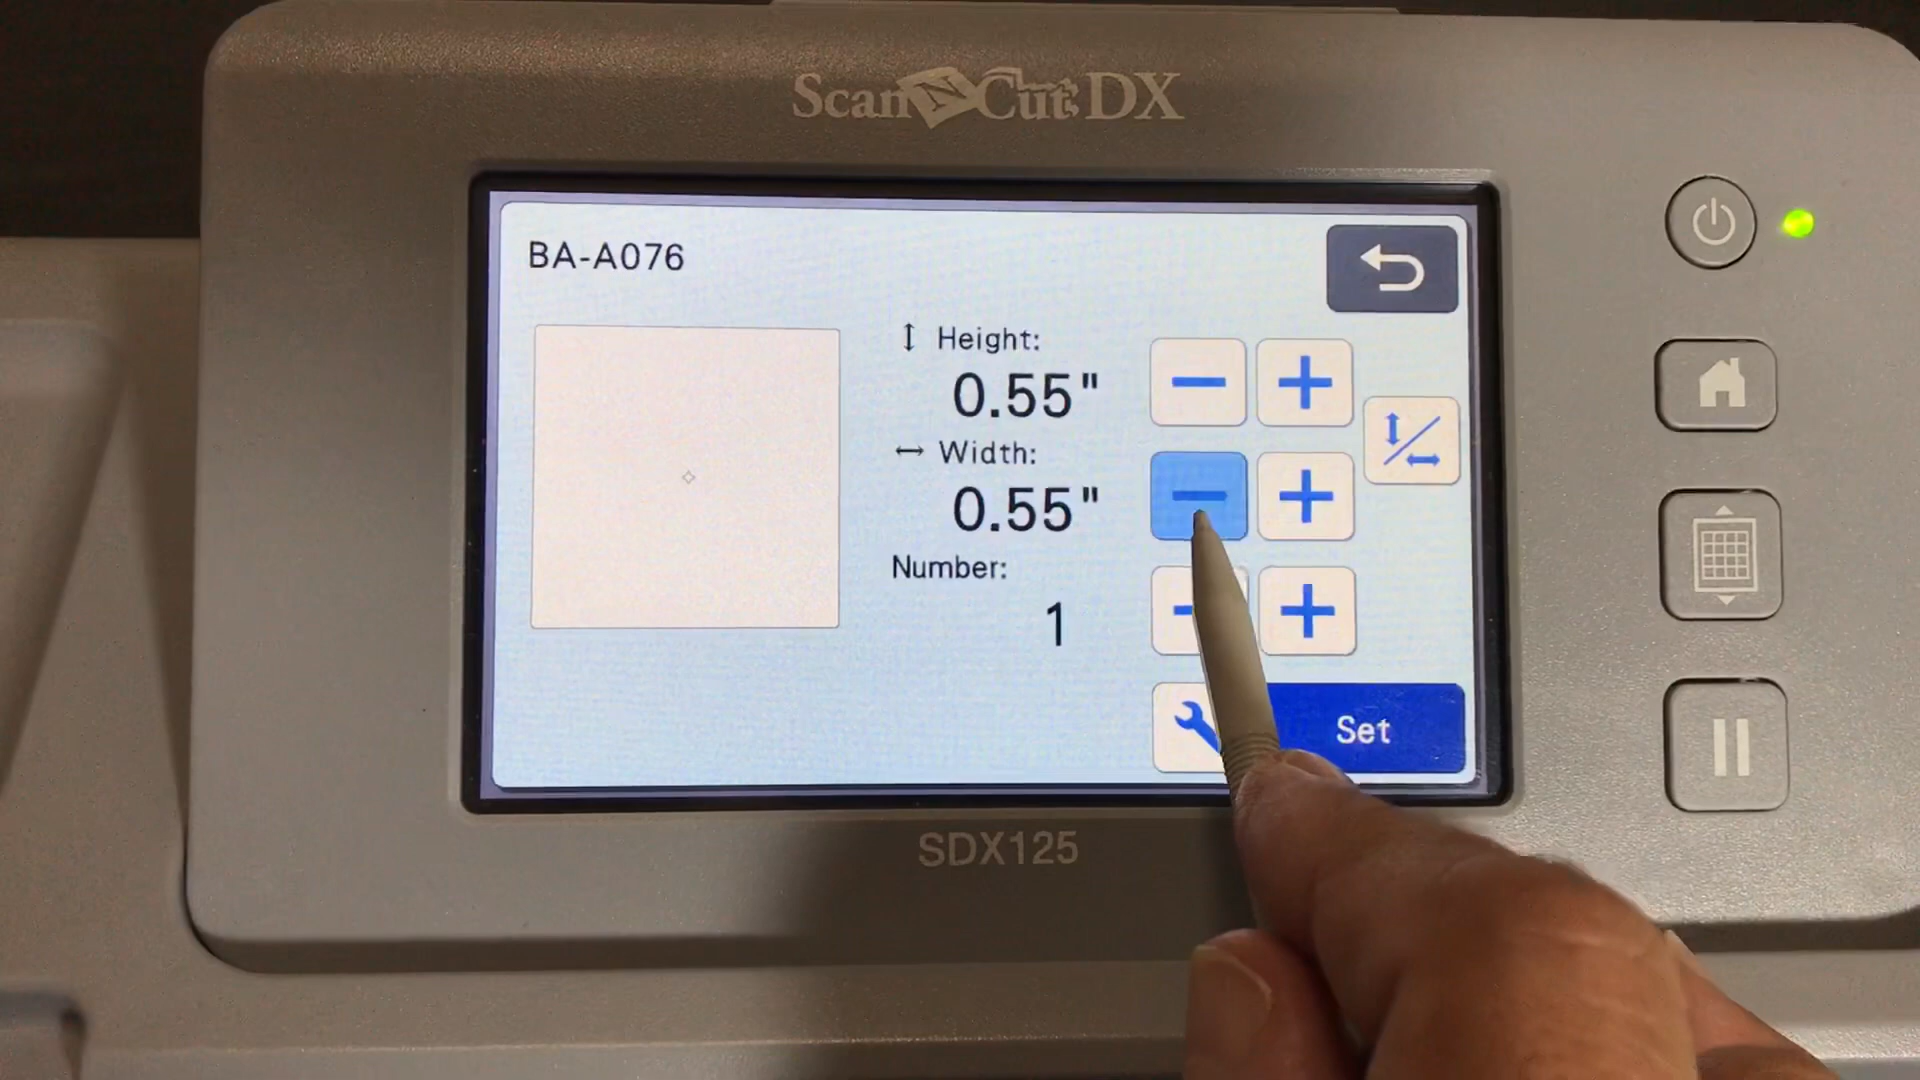 ScanNCut DX
BA-A076
Height:
0.55"
Width:
0.55"
Number:
1
Set
SDX125